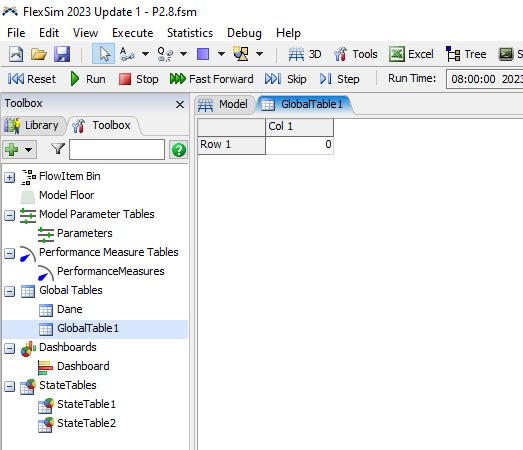 FlexSim 2023 Update 1 - P2.8.fsm
File Edit View Execute Statistics Debug Help
3D Tools Excel Tree S
Reset Run Stop Fast Forward Skip Step Run Time: 08:00:00 2023
Toolbox
Library Toolbox
Model GlobalTable1
Col 1
Row 1 0
FlowItem Bin
Model Floor
Model Parameter Tables
Parameters
Performance Measure Tables
PerformanceMeasures
Global Tables
Dane
GlobalTable1
Dashboards
Dashboard
StateTables
StateTable1
StateTable2